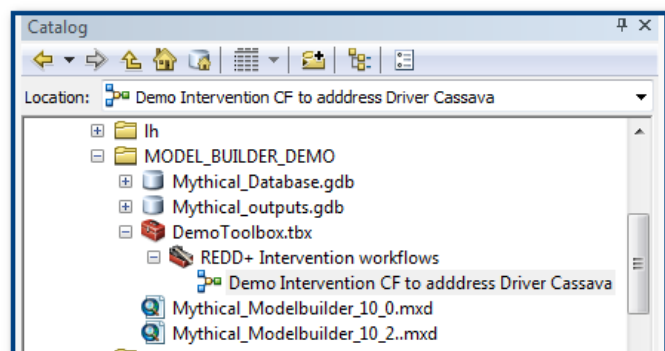 Catalog
Location: Demo Intervention CF to adddress Driver Cassava
lh
MODEL_BUILDER_DEMO
Mythical_Database.gdb
Mythical_outputs.gdb
DemoToolbox.tbx
REDD+ Intervention workflows
Demo Intervention CF to adddress Driver Cassava
Mythical_Modelbuilder_10_0.mxd
Mythical_Modelbuilder_10_2..mxd